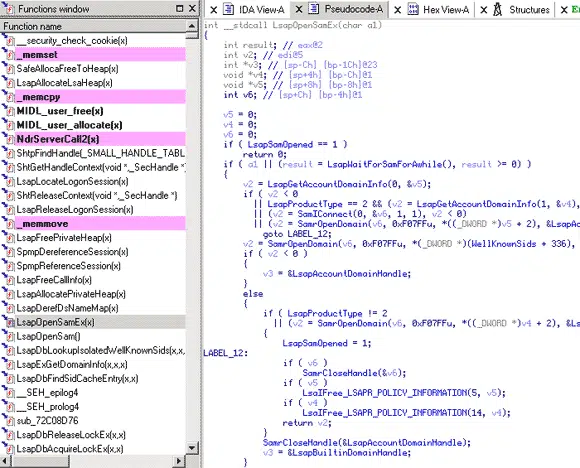 Functions window
Function name
__security_check_cookie(x)
_memset
SafeAllocaFreeToHeap(x)
LsapAllocateLsaHeap(x)
_memcpy
MIDL_user_free(x)
MIDL_user_allocate(x)
NdrServerCall2(x)
ShtpFindHandle(_SMALL_HANDLE_TABL
ShtGetHandleContext(void *,_SecHandle *)
LsapLocateLogonSession(x)
ShtReleaseContext(void *,_SecHandle *)
LsapReleaseLogonSession(x)
_memmove
LsapFreePrivateHeap(x)
SpmpDereferenceSession(x)
SpmpReferenceSession(x)
LsapFreeCallInfo(x)
LsapAllocatePrivateHeap(x)
LsapDerefDsNameMap(x)
LsapOpenSamEx(x)
LsapOpenSam()
LsapDbLookupIsolatedWellKnownSids(x,x,
LsapExGetDomainInfo(x,x,x)
LsapDbFindSidCacheEntry(x,x)
__SEH_epilog4
__SEH_prolog4
sub_72C08D76
LsapDbReleaseLockEx(x,x)
LsapDbAcquireLockEx(x,x)
IDA View-A
Pseudocode-A
Hex View-A
Structures
En
int __stdcall LsapOpenSamEx(char a1)
{
int result; // eax@2
int v2; // edi@5
int *v3; // [sp-Ch] [bp-1Ch]@23
void *v4; // [sp+4h] [bp-Ch]@1
void *v5; // [sp+8h] [bp-8h]@1
int v6; // [sp+Ch] [bp-4h]@1
v5 = 0;
v4 = 0;
v6 = 0;
if ( LsapSamOpened == 1 )
return 0;
if ( a1 || (result = LsapWaitForSamForAwhile(), result >= 0) )
{
v2 = LsapGetAccountDomainInfo(0, &v5);
if ( v2 < 0
|| LsapProductType == 2 && (v2 = LsapGetAccountDomainInfo(1, &v4),
|| (v2 = SamIConnect(0, &v6, 1, 1), v2 < 0)
|| (v2 = SamrOpenDomain(v6, 0xF07FFu, *((_DWORD *)v5 + 2), &LsapAc
goto LABEL_12;
v2 = SamrOpenDomain(v6, 0xF07FFu, *(_DWORD *)(WellKnownSids + 336),
if ( v2 < 0 )
{
v3 = &LsapAccountDomainHandle;
}
else
{
if ( LsapProductType != 2
|| (v2 = SamrOpenDomain(v6, 0xF07FFu, *((_DWORD *)v4 + 2), &Ls
{
LsapSamOpened = 1;
LABEL_12:
if ( v6 )
SamrCloseHandle(&v6);
if ( v5 )
LsaIFree_LSAPR_POLICY_INFORMATION(5, v5);
if ( v4 )
LsaIFree_LSAPR_POLICY_INFORMATION(14, v4);
return v2;
}
SamrCloseHandle(&LsapAccountDomainHandle);
v3 = &LsapBuiltinDomainHandle;
}